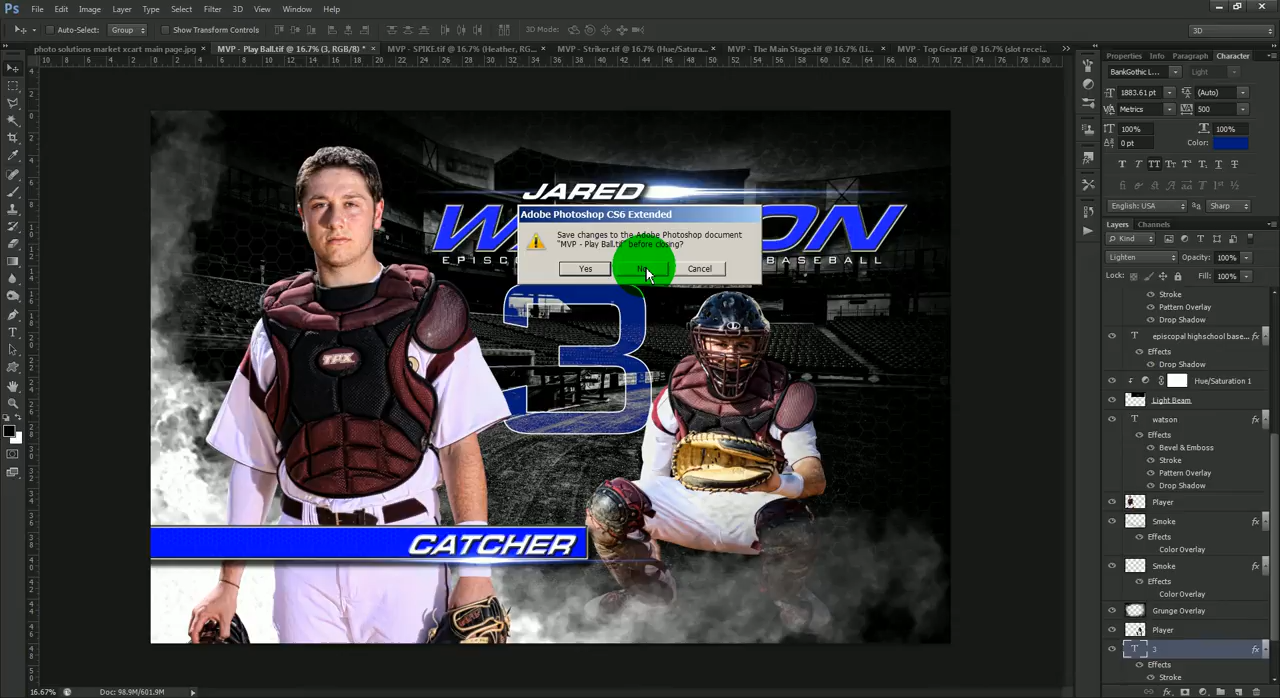 Ps File Edit Image Layer Type Select Filter 3D View Window Help
Auto-Select: Group Show Transform Controls 3D Mode: 3D
photo solutions market xcart main page.jpg × MVP - Play Ball.tif @ 16.7% (3, RGB/8) * × MVP - SPIKE.tif @ 16.7% (Heather, RG... × MVP - Striker.tif @ 16.7% (Hue/Satura... × MVP - The Main Stage.tif @ 16.7% (Li... × MVP - Top Gear.tif @ 16.7% (slot recei...
Properties Info Paragraph Character
BankGothic L... Light
1883.61 pt (Auto)
Metrics 500
100% 100%
0 pt Color:
English: USA Sharp
Layers Channels
Kind
Lighten Opacity: 100%
Lock: Fill: 100%
Stroke
Pattern Overlay
Drop Shadow
episcopal highschool base...
Effects
Drop Shadow
Hue/Saturation 1
Light Beam
watson
Effects
Bevel & Emboss
Stroke
Pattern Overlay
Drop Shadow
Player
Smoke
Effects
Color Overlay
Smoke
Effects
Color Overlay
Grunge Overlay
Player
3
Effects
Stroke
JARED
Adobe Photoshop CS6 Extended
Save changes to the Adobe Photoshop document
"MVP - Play Ball.tif" before closing?
Yes No Cancel
BASEBALL
3
TPX
CATCHER
16.67% Doc: 98.9M/601.9M